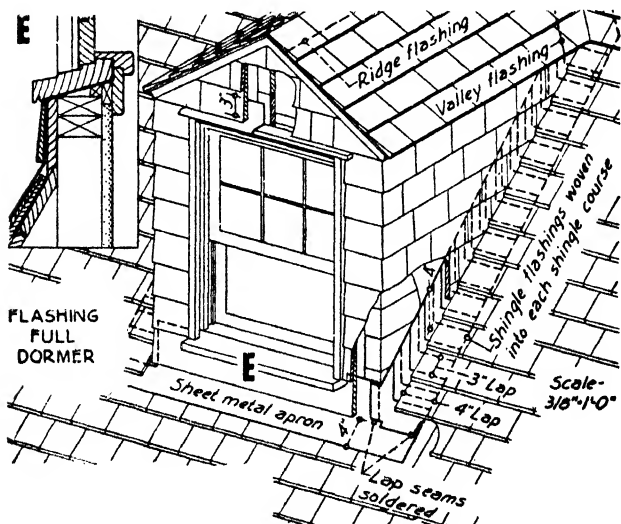 E
Ridge flashing
Valley flashing
3"
Shingle flashings woven
into each shingle course
4"
FLASHING
FULL
DORMER
E
Sheet metal apron
4"
3" Lap
4" Lap
Scale-
3/8"=1'-0"
Lap seams
soldered